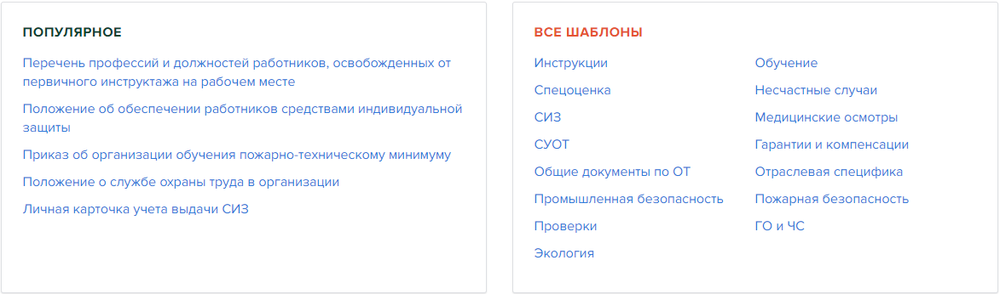 ПОПУЛЯРНОЕ
Перечень профессий и должностей работников, освобожденных от
первичного инструктажа на рабочем месте
Положение об обеспечении работников средствами индивидуальной
защиты
Приказ об организации обучения пожарно-техническому минимуму
Положение о службе охраны труда в организации
Личная карточка учета выдачи СИЗ
ВСЕ ШАБЛОНЫ
Инструкции
Спецоценка
СИЗ
СУОТ
Общие документы по ОТ
Промышленная безопасность
Проверки
Экология
Обучение
Несчастные случаи
Медицинские осмотры
Гарантии и компенсации
Отраслевая специфика
Пожарная безопасность
ГО и ЧС